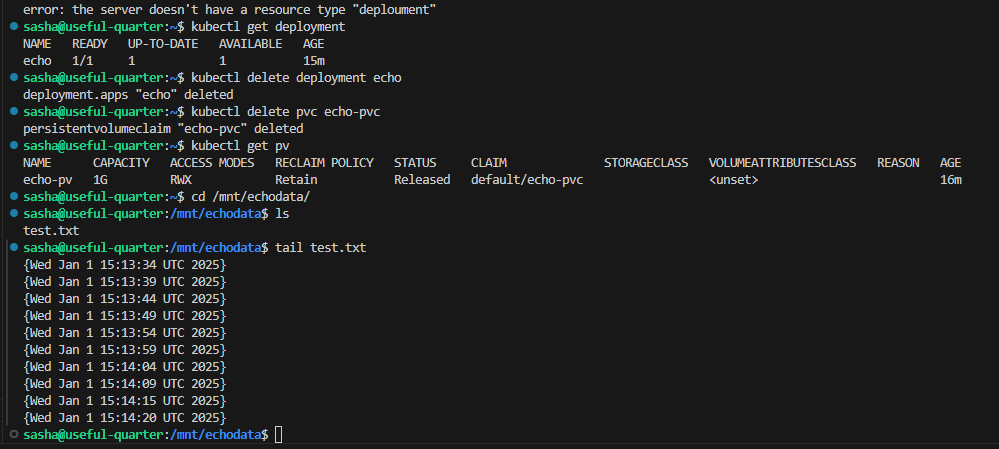 error: the server doesn't have a resource type "deploument"
sasha@useful-quarter:~$ kubectl get deployment
NAME   READY   UP-TO-DATE   AVAILABLE   AGE
echo   1/1     1            1           15m
sasha@useful-quarter:~$ kubectl delete deployment echo
deployment.apps "echo" deleted
sasha@useful-quarter:~$ kubectl delete pvc echo-pvc
persistentvolumeclaim "echo-pvc" deleted
sasha@useful-quarter:~$ kubectl get pv
NAME      CAPACITY   ACCESS MODES   RECLAIM POLICY   STATUS     CLAIM              STORAGECLASS   VOLUMEATTRIBUTESCLASS   REASON   AGE
echo-pv   1G         RWX            Retain           Released   default/echo-pvc                  <unset>                          16m
sasha@useful-quarter:~$ cd /mnt/echodata/
sasha@useful-quarter:/mnt/echodata$ ls
test.txt
sasha@useful-quarter:/mnt/echodata$ tail test.txt
{Wed Jan 1 15:13:34 UTC 2025}
{Wed Jan 1 15:13:39 UTC 2025}
{Wed Jan 1 15:13:44 UTC 2025}
{Wed Jan 1 15:13:49 UTC 2025}
{Wed Jan 1 15:13:54 UTC 2025}
{Wed Jan 1 15:13:59 UTC 2025}
{Wed Jan 1 15:14:04 UTC 2025}
{Wed Jan 1 15:14:09 UTC 2025}
{Wed Jan 1 15:14:15 UTC 2025}
{Wed Jan 1 15:14:20 UTC 2025}
sasha@useful-quarter:/mnt/echodata$